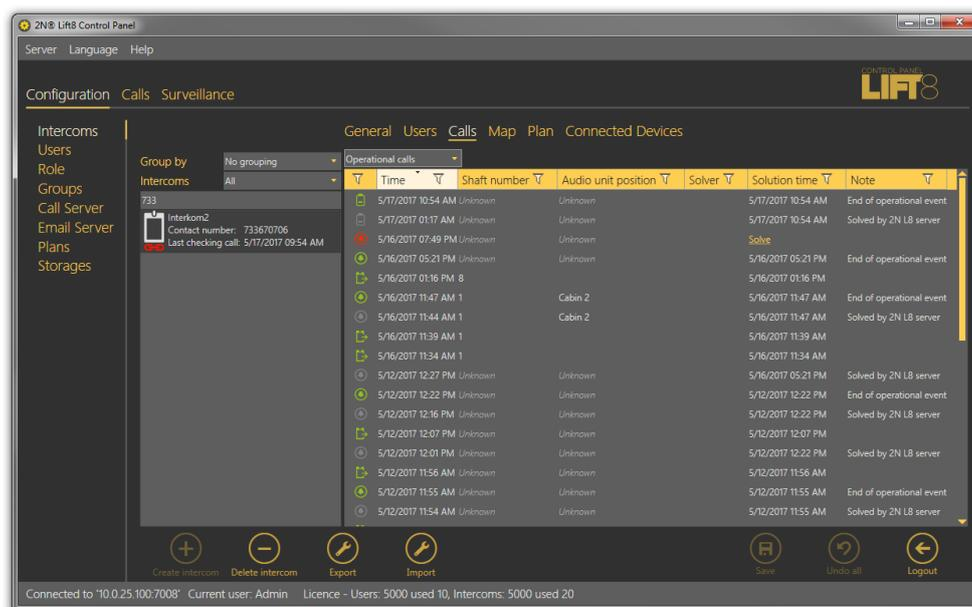 2N® Lift8 Control Panel
Server Language Help
CONTROL PANEL
LIFT8
Configuration Calls Surveillance
Intercoms
Users
Role
Groups
Call Server
Email Server
Plans
Storages
General Users Calls Map Plan Connected Devices
Group by No grouping
Intercoms All
733
Interkom2
Contact number: 733670706
Last checking call: 5/17/2017 09:54 AM
Operational calls
Time Shaft number Audio unit position Solver Solution time Note
5/17/2017 10:54 AM Unknown Unknown 5/17/2017 10:54 AM End of operational event
5/17/2017 01:17 AM Unknown Unknown 5/17/2017 10:54 AM Solved by 2N L8 server
5/16/2017 07:49 PM Unknown Unknown Solve
5/16/2017 05:21 PM Unknown Unknown 5/16/2017 05:21 PM End of operational event
5/16/2017 01:16 PM 8 5/16/2017 01:16 PM
5/16/2017 11:47 AM 1 Cabin 2 5/16/2017 11:47 AM End of operational event
5/16/2017 11:44 AM 1 Cabin 2 5/16/2017 11:47 AM Solved by 2N L8 server
5/16/2017 11:39 AM 1 5/16/2017 11:39 AM
5/16/2017 11:34 AM 1 5/16/2017 11:34 AM
5/12/2017 12:27 PM Unknown Unknown 5/16/2017 05:21 PM Solved by 2N L8 server
5/12/2017 12:22 PM Unknown Unknown 5/12/2017 12:22 PM End of operational event
5/12/2017 12:16 PM Unknown Unknown 5/12/2017 12:22 PM Solved by 2N L8 server
5/12/2017 12:07 PM Unknown Unknown 5/12/2017 12:07 PM
5/12/2017 12:01 PM Unknown Unknown 5/12/2017 12:22 PM Solved by 2N L8 server
5/12/2017 11:56 AM Unknown Unknown 5/12/2017 11:56 AM
5/12/2017 11:55 AM Unknown Unknown 5/12/2017 11:55 AM End of operational event
5/12/2017 11:54 AM Unknown Unknown 5/12/2017 11:55 AM Solved by 2N L8 server
Create intercom Delete intercom Export Import Save Undo all Logout
Connected to '10.0.25.100:7008' Current user: Admin Licence - Users: 5000 used 10, Intercoms: 5000 used 20